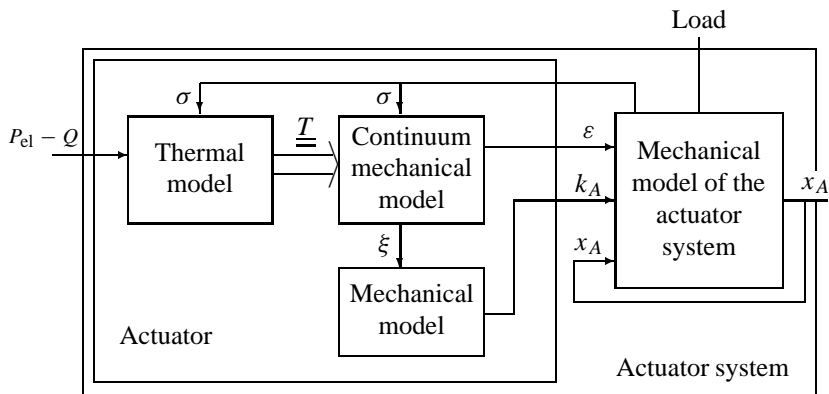 Load
σ
σ
P_el − Q
T
ε
Thermal
model
Continuum
mechanical
model
Mechanical
model of the
actuator
system
k_A
x_A
ξ
x_A
Mechanical
model
Actuator
Actuator system